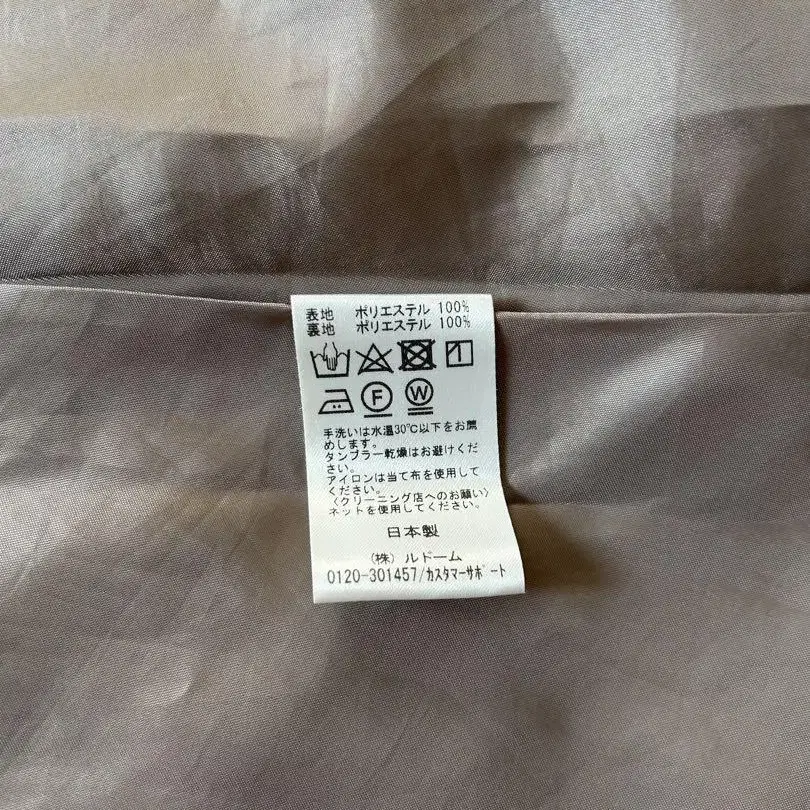 表地 ポリエステル 100%
裏地 ポリエステル 100%
F W
手洗いは水温30℃以下をお薦
めします。
タンブラー乾燥はお避けくだ
さい。
アイロンは当て布を使用して
ください。
〈クリーニング店へのお願い〉
ネットを使用してください。
日本製
(株) ルドーム
0120-301457/カスタマーサポート